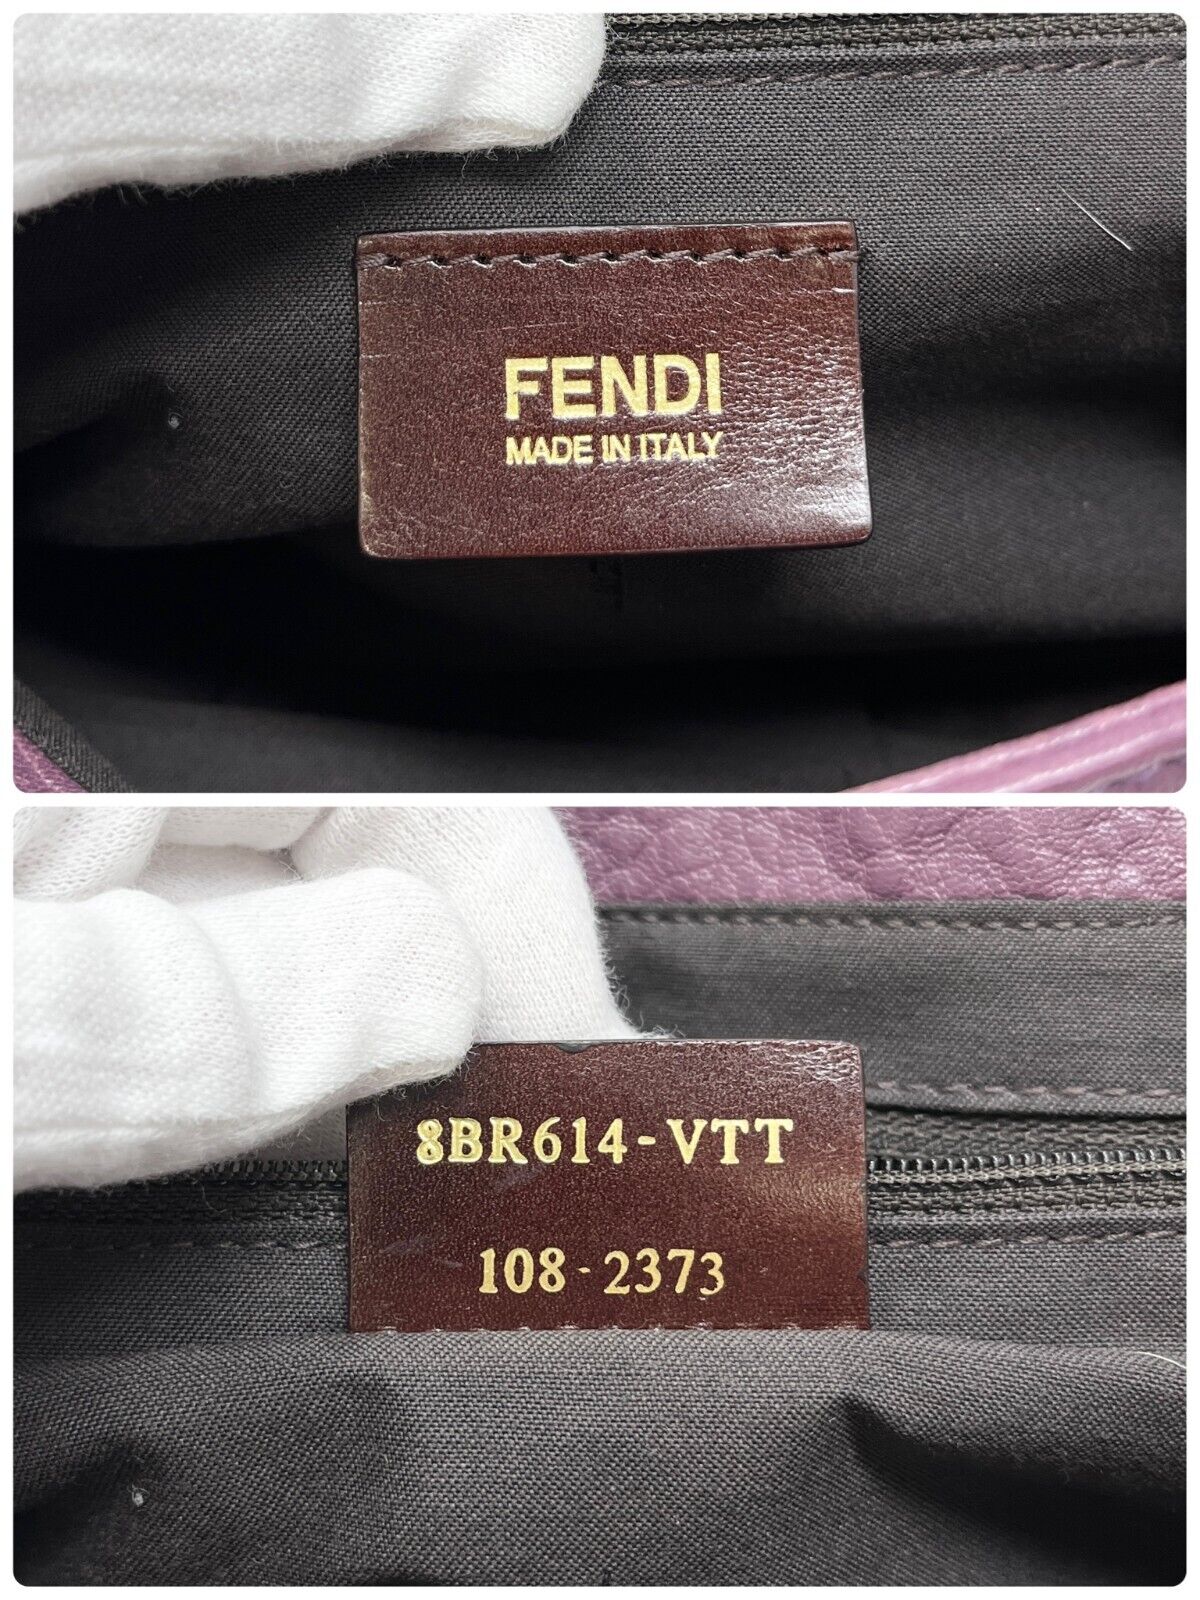 FENDI
MADE IN ITALY
8BR614-VTT
108-2373